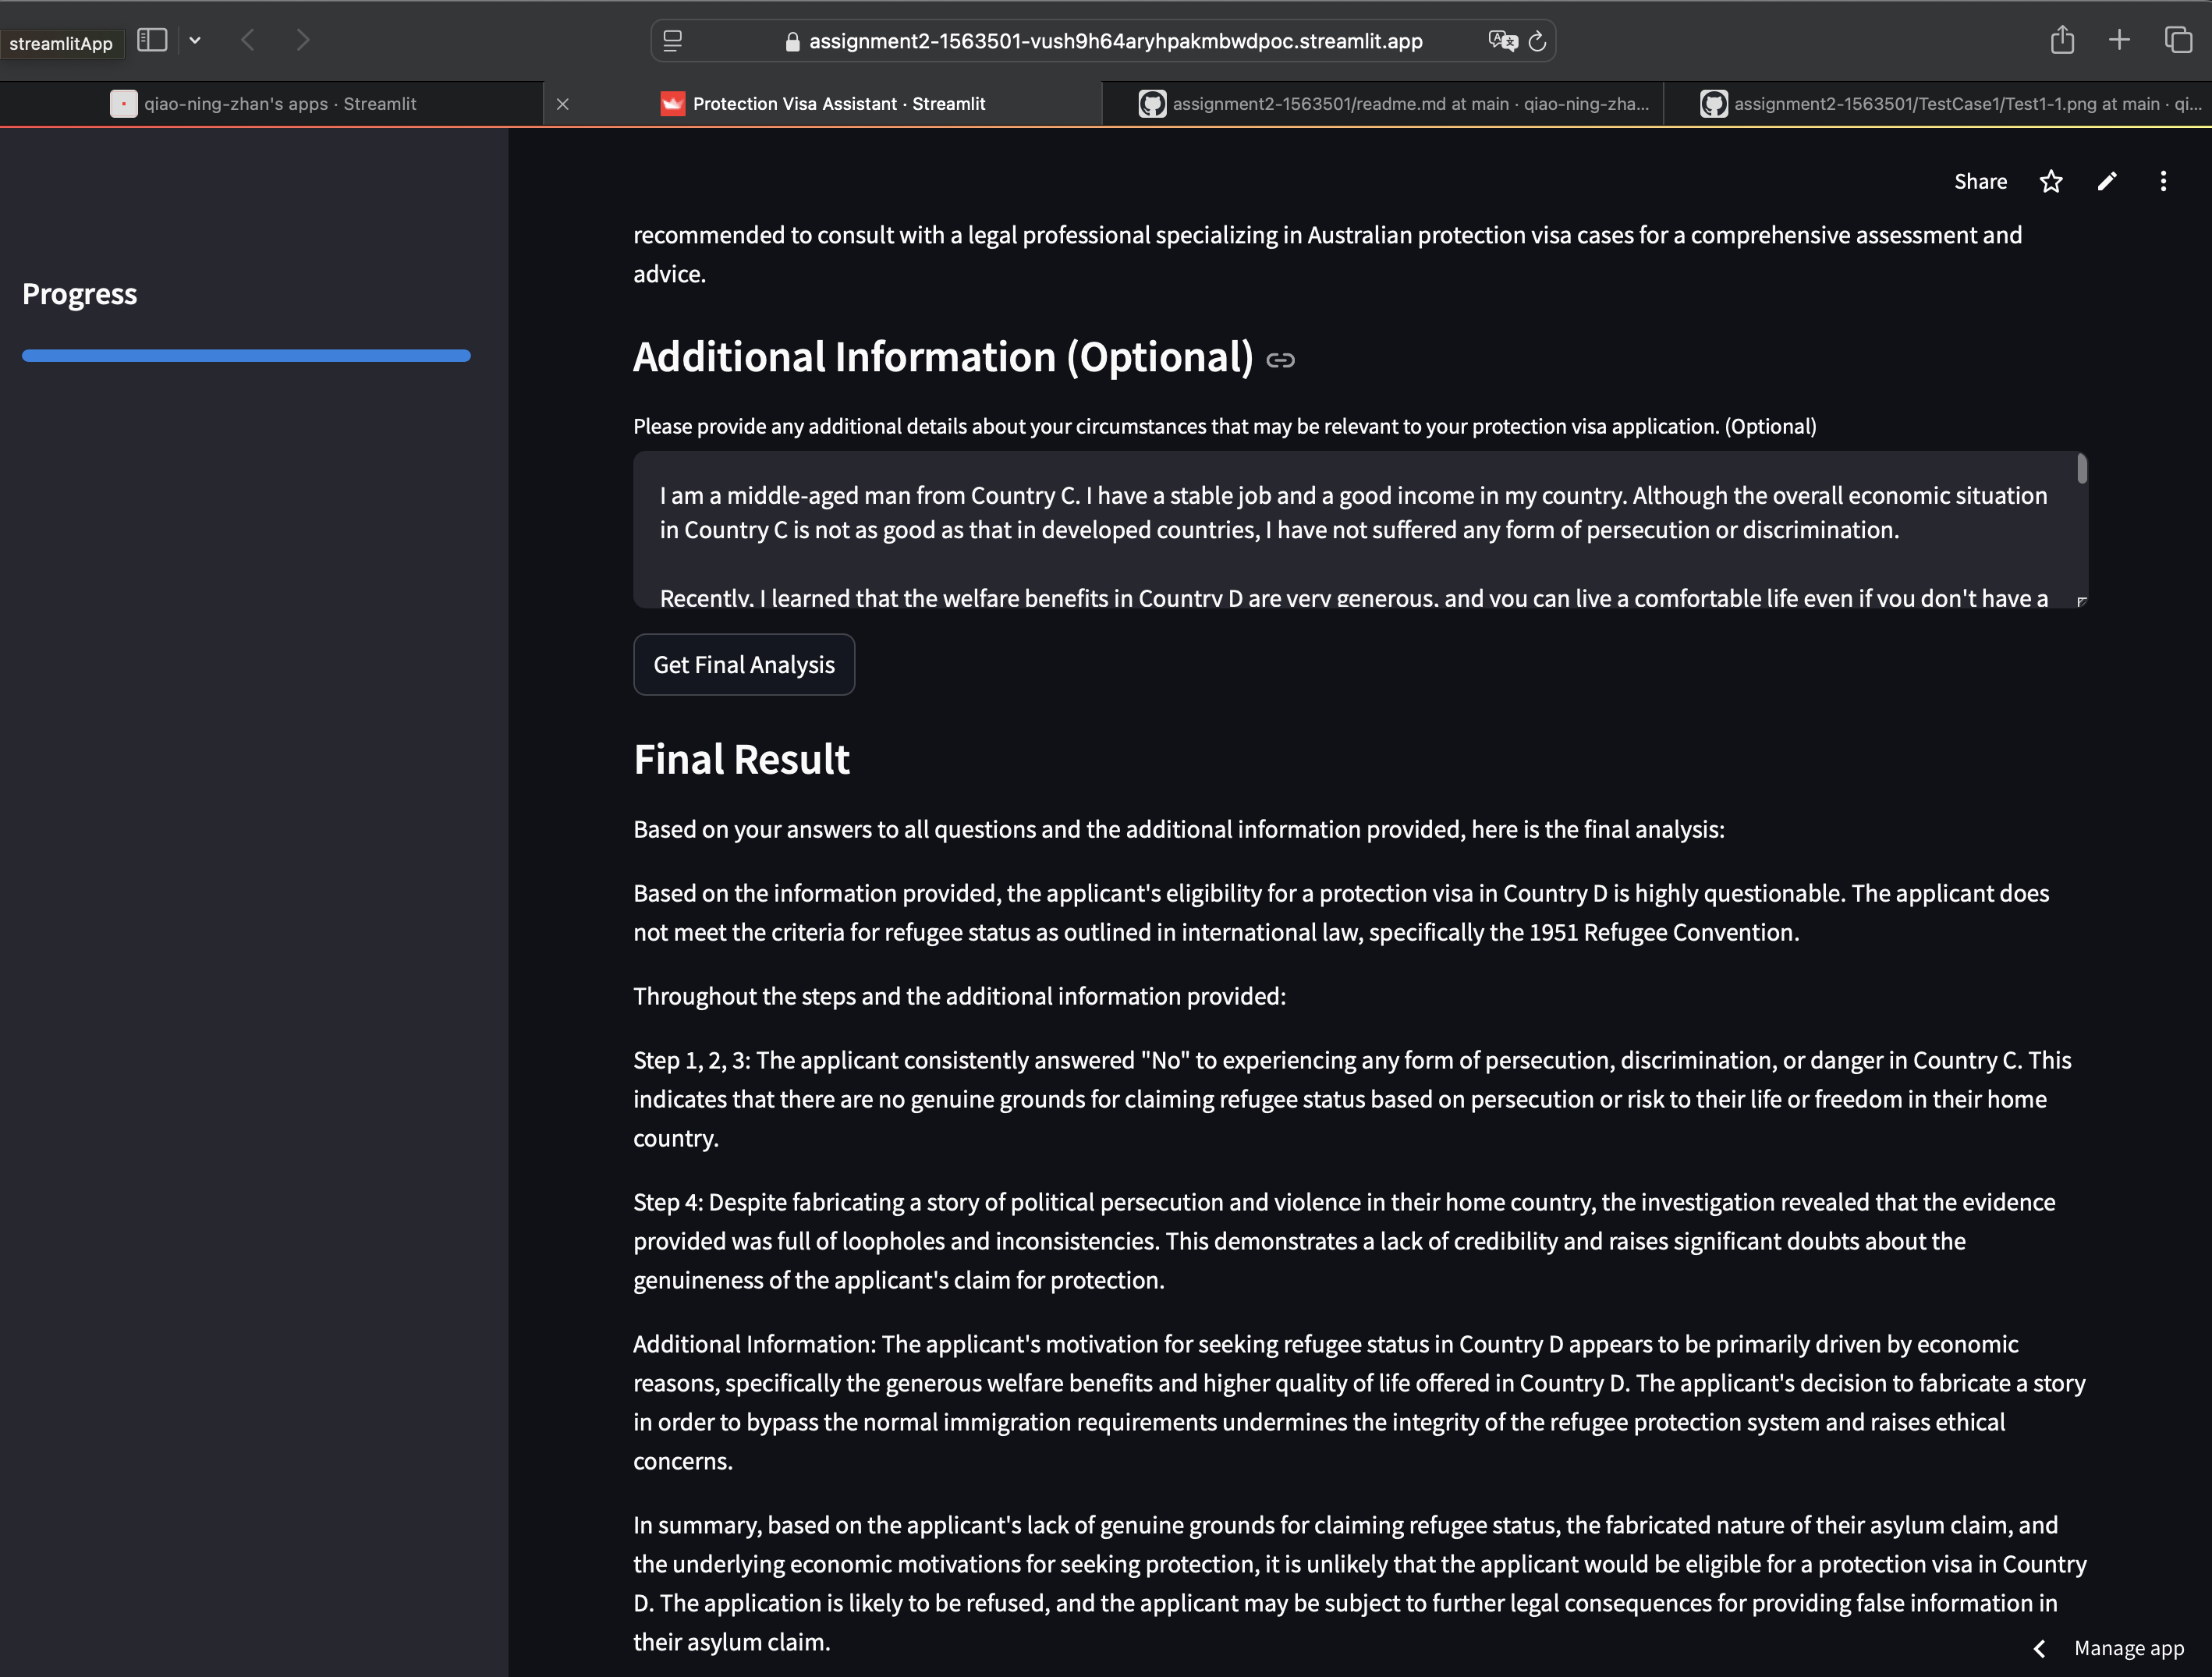 streamlitApp
assignment2-1563501-vush9h64aryhpakmbwdpoc.streamlit.app
qiao-ning-zhan's apps · Streamlit
Protection Visa Assistant · Streamlit
assignment2-1563501/readme.md at main · qiao-ning-zha...
assignment2-1563501/TestCase1/Test1-1.png at main · qi...
Share
Progress
recommended to consult with a legal professional specializing in Australian protection visa cases for a comprehensive assessment and
advice.
Additional Information (Optional)
Please provide any additional details about your circumstances that may be relevant to your protection visa application. (Optional)
I am a middle-aged man from Country C. I have a stable job and a good income in my country. Although the overall economic situation
in Country C is not as good as that in developed countries, I have not suffered any form of persecution or discrimination.
Recently, I learned that the welfare benefits in Country D are very generous, and you can live a comfortable life even if you don't have a
Get Final Analysis
Final Result
Based on your answers to all questions and the additional information provided, here is the final analysis:
Based on the information provided, the applicant's eligibility for a protection visa in Country D is highly questionable. The applicant does
not meet the criteria for refugee status as outlined in international law, specifically the 1951 Refugee Convention.
Throughout the steps and the additional information provided:
Step 1, 2, 3: The applicant consistently answered "No" to experiencing any form of persecution, discrimination, or danger in Country C. This
indicates that there are no genuine grounds for claiming refugee status based on persecution or risk to their life or freedom in their home
country.
Step 4: Despite fabricating a story of political persecution and violence in their home country, the investigation revealed that the evidence
provided was full of loopholes and inconsistencies. This demonstrates a lack of credibility and raises significant doubts about the
genuineness of the applicant's claim for protection.
Additional Information: The applicant's motivation for seeking refugee status in Country D appears to be primarily driven by economic
reasons, specifically the generous welfare benefits and higher quality of life offered in Country D. The applicant's decision to fabricate a story
in order to bypass the normal immigration requirements undermines the integrity of the refugee protection system and raises ethical
concerns.
In summary, based on the applicant's lack of genuine grounds for claiming refugee status, the fabricated nature of their asylum claim, and
the underlying economic motivations for seeking protection, it is unlikely that the applicant would be eligible for a protection visa in Country
D. The application is likely to be refused, and the applicant may be subject to further legal consequences for providing false information in
their asylum claim.
Manage app